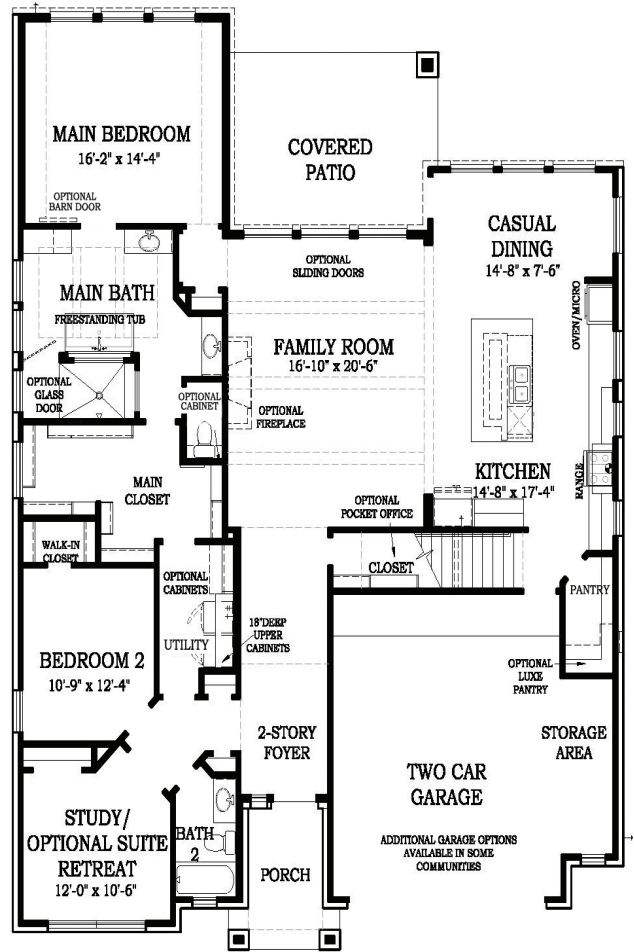 MAIN BEDROOM
16'-2" x 14'-4"
COVERED
PATIO
OPTIONAL
BARN DOOR
CASUAL
DINING
14'-8" x 7'-6"
OPTIONAL
SLIDING DOORS
MAIN BATH
FREESTANDING TUB
OVEN/MICRO
FAMILY ROOM
16'-10" x 20'-6"
OPTIONAL
GLASS
DOOR
OPTIONAL
CABINET
OPTIONAL
FIREPLACE
KITCHEN
14'-8" x 17'-4"
RANGE
MAIN
CLOSET
OPTIONAL
POCKET OFFICE
WALK-IN
CLOSET
CLOSET
OPTIONAL
CABINETS
PANTRY
UTILITY
18"DEEP
UPPER
CABINETS
BEDROOM 2
10'-9" x 12'-4"
OPTIONAL
LUXE
PANTRY
2-STORY
FOYER
STORAGE
AREA
TWO CAR
GARAGE
STUDY/
OPTIONAL SUITE
RETREAT
12'-0" x 10'-6"
BATH
2
ADDITIONAL GARAGE OPTIONS
AVAILABLE IN SOME
COMMUNITIES
PORCH